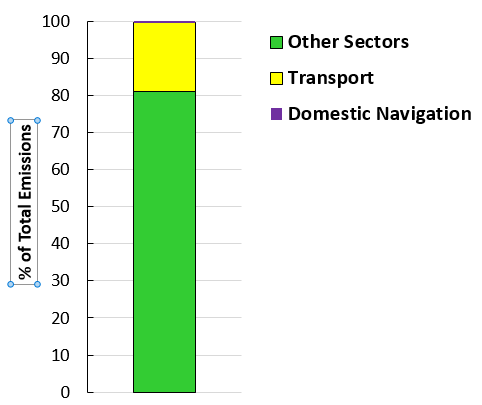 100
90
80
70
60
50
40
30
20
10
0
% of Total Emissions
Other Sectors
Transport
Domestic Navigation